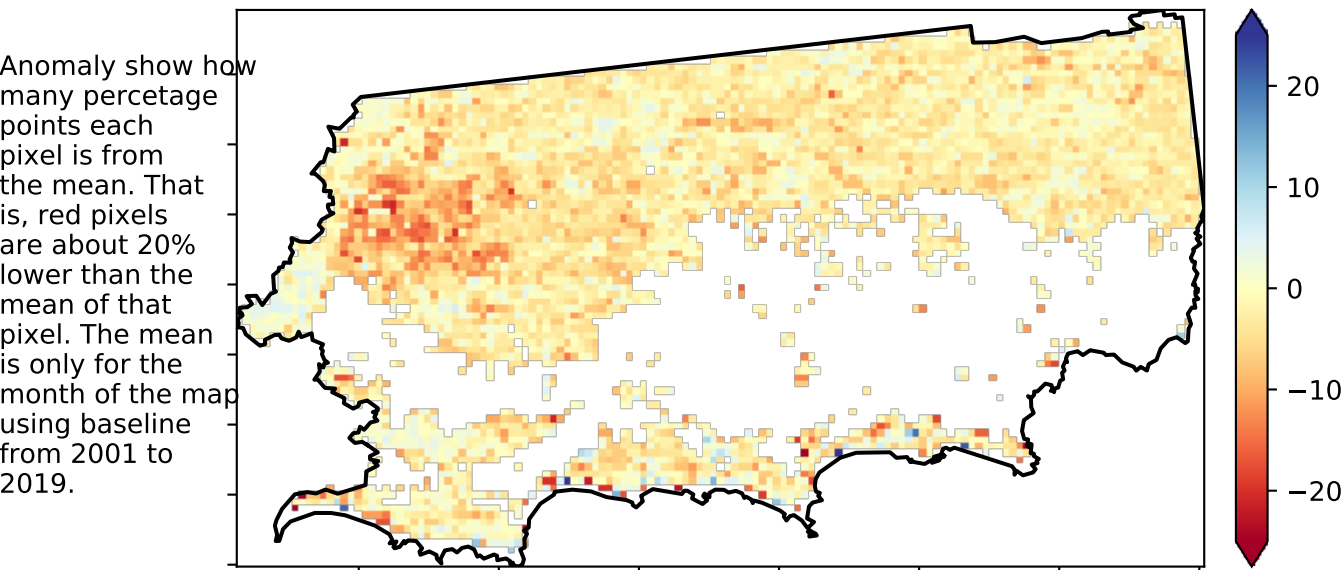 Anomaly show how
many percetage
points each
pixel is from
the mean. That
is, red pixels
are about 20%
lower than the
mean of that
pixel. The mean
is only for the
month of the map
using baseline
from 2001 to
2019.
20
10
0
−10
−20